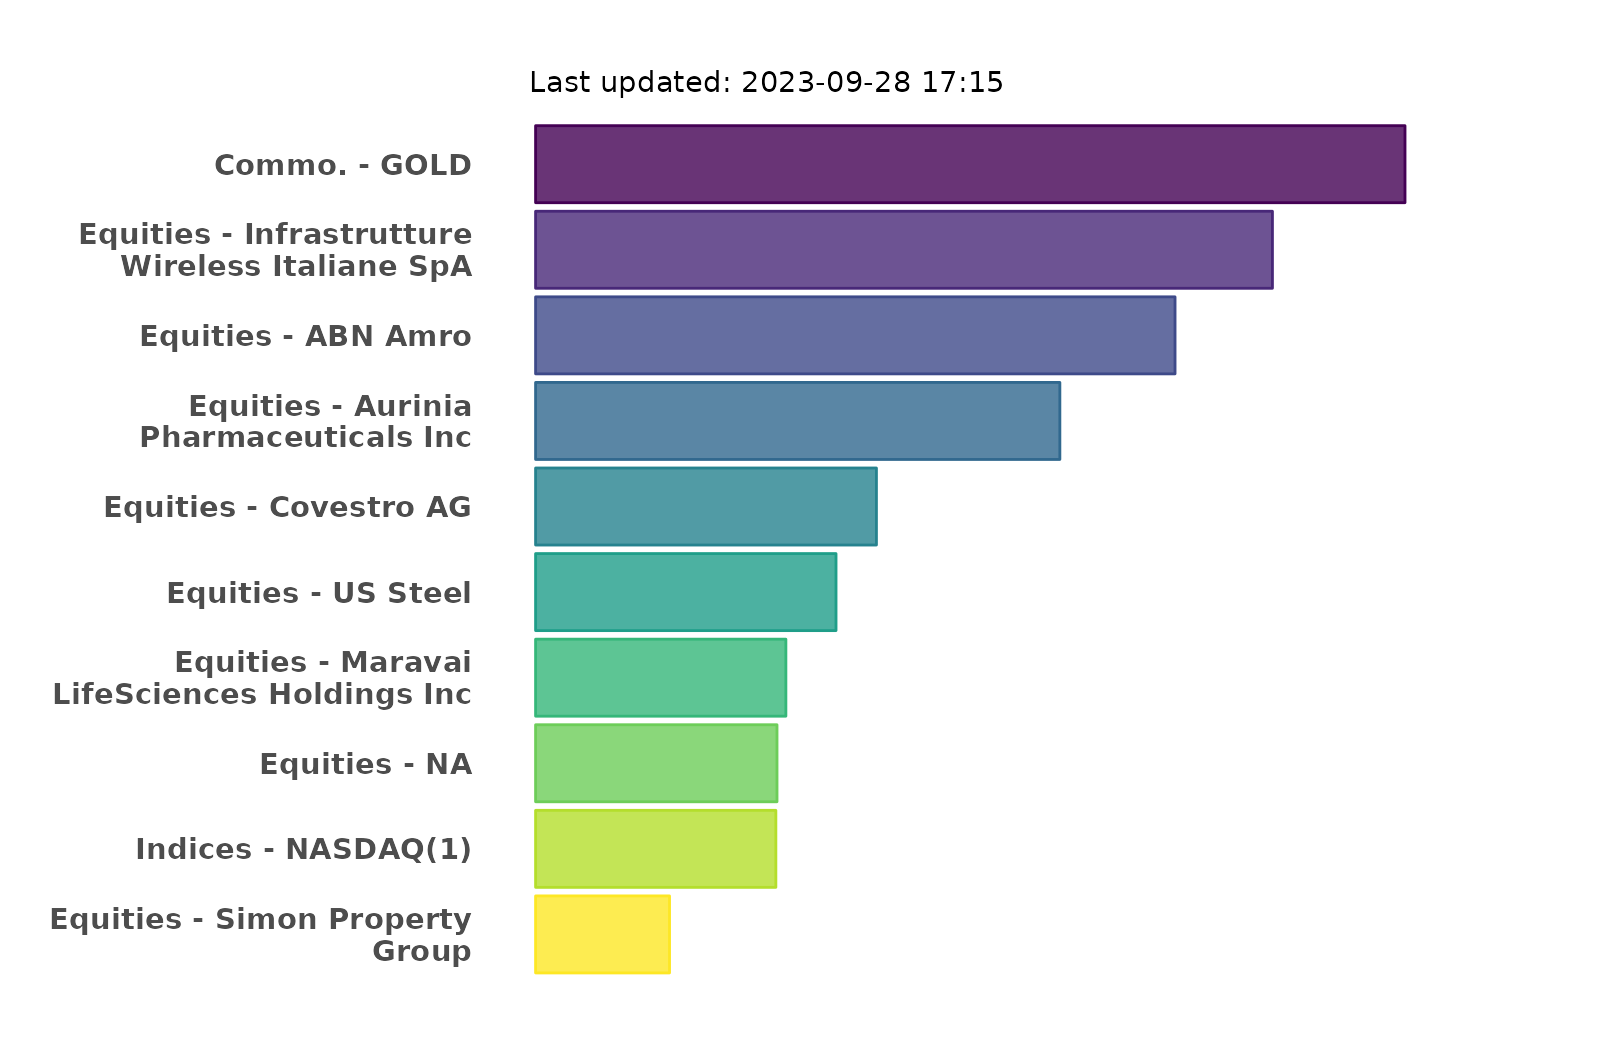 Last updated: 2023-09-28 17:15
Commo. - GOLD
Equities - Infrastrutture
Wireless Italiane SpA
Equities - ABN Amro
Equities - Aurinia
Pharmaceuticals Inc
Equities - Covestro AG
Equities - US Steel
Equities - Maravai
LifeSciences Holdings Inc
Equities - NA
Indices - NASDAQ(1)
Equities - Simon Property
Group